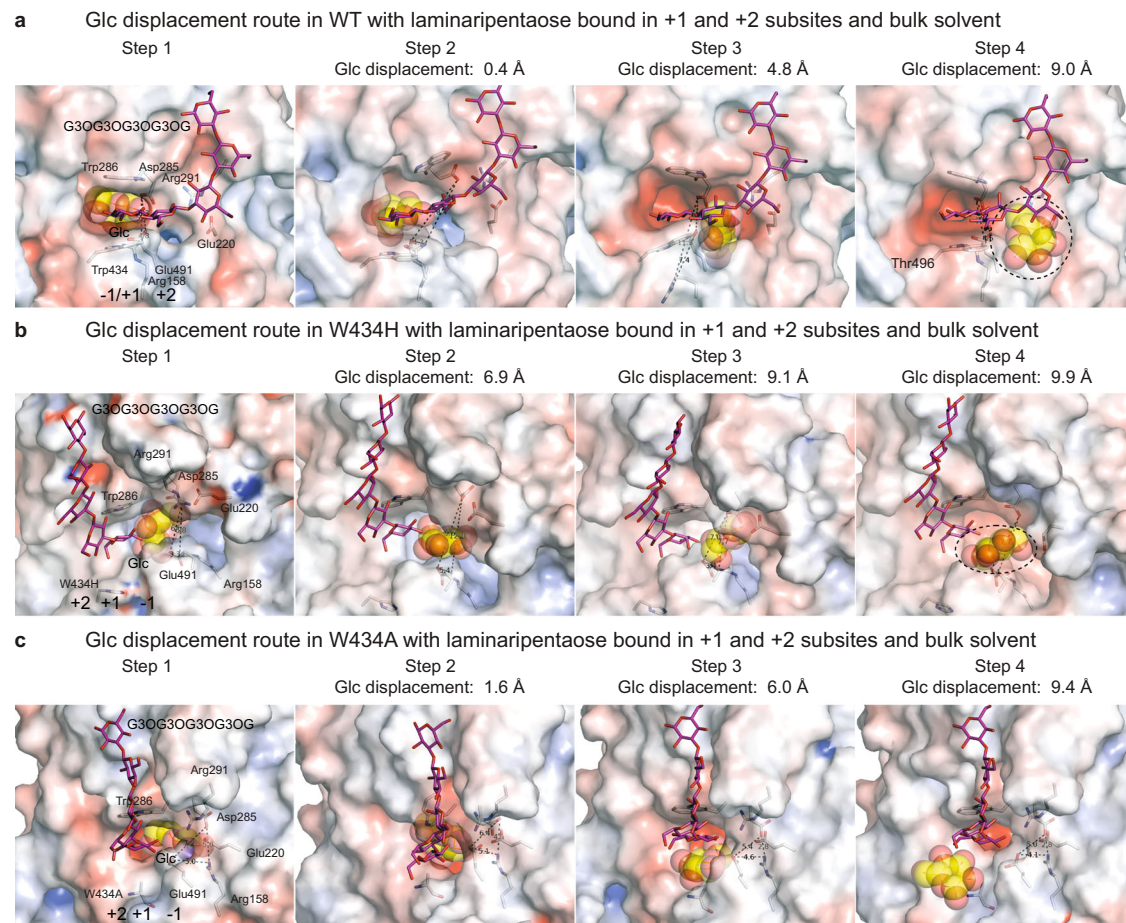 a Glc displacement route in WT with laminaripentaose bound in +1 and +2 subsites and bulk solvent
Step 1 Step 2 Step 3 Step 4
Glc displacement: 0.4 Å Glc displacement: 4.8 Å Glc displacement: 9.0 Å
G3OG3OG3OG3OG
Trp286 Asp285
Arg291
Glc Glu220
Trp434 Glu491
Arg158
Thr496
-1/+1 +2
b Glc displacement route in W434H with laminaripentaose bound in +1 and +2 subsites and bulk solvent
Step 1 Step 2 Step 3 Step 4
Glc displacement: 6.9 Å Glc displacement: 9.1 Å Glc displacement: 9.9 Å
G3OG3OG3OG3OG
Arg291
Asp285
Trp286 Glu220
Glc
Glu491
W434H Arg158
+2 +1 -1
c Glc displacement route in W434A with laminaripentaose bound in +1 and +2 subsites and bulk solvent
Step 1 Step 2 Step 3 Step 4
Glc displacement: 1.6 Å Glc displacement: 6.0 Å Glc displacement: 9.4 Å
G3OG3OG3OG3OG
Arg291
Trp286
Asp285
Glu220
Glc
W434A Glu491
Arg158
+2 +1 -1